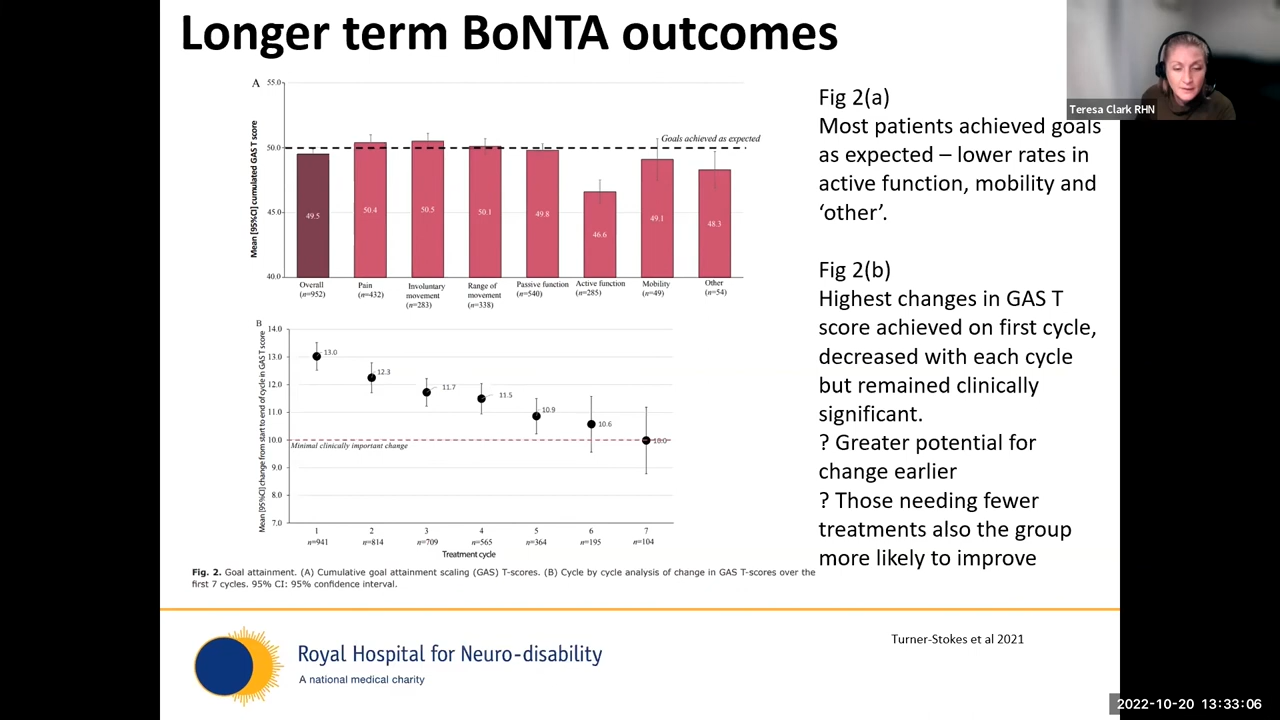 Longer term BoNTA outcomes
Teresa Clark RHN
A
55.0
50.0
45.0
40.0
Mean [95%CI] cumulated GAS T score
Goals achieved as expected
49.5
50.4
50.5
50.1
49.8
46.6
49.1
48.3
Overall
(n=952)
Pain
(n=432)
Involuntary
movement
(n=283)
Range of
movement
(n=338)
Passive function
(n=540)
Active function
(n=285)
Mobility
(n=49)
Other
(n=54)
B
14.0
13.0
12.0
11.0
10.0
9.0
8.0
7.0
Mean [95%CI] change from start to end of cycle in GAS T score
13.0
12.3
11.7
11.5
10.9
10.6
10.0
Minimal clinically important change
1
n=941
2
n=814
3
n=709
4
n=565
5
n=364
6
n=195
7
n=104
Treatment cycle
Fig. 2. Goal attainment. (A) Cumulative goal attainment scaling (GAS) T-scores. (B) Cycle by cycle analysis of change in GAS T-scores over the
first 7 cycles. 95% CI: 95% confidence interval.
Fig 2(a)
Most patients achieved goals
as expected – lower rates in
active function, mobility and
‘other’.
Fig 2(b)
Highest changes in GAS T
score achieved on first cycle,
decreased with each cycle
but remained clinically
significant.
? Greater potential for
change earlier
? Those needing fewer
treatments also the group
more likely to improve
Royal Hospital for Neuro-disability
A national medical charity
Turner-Stokes et al 2021
2022-10-20 13:33:06